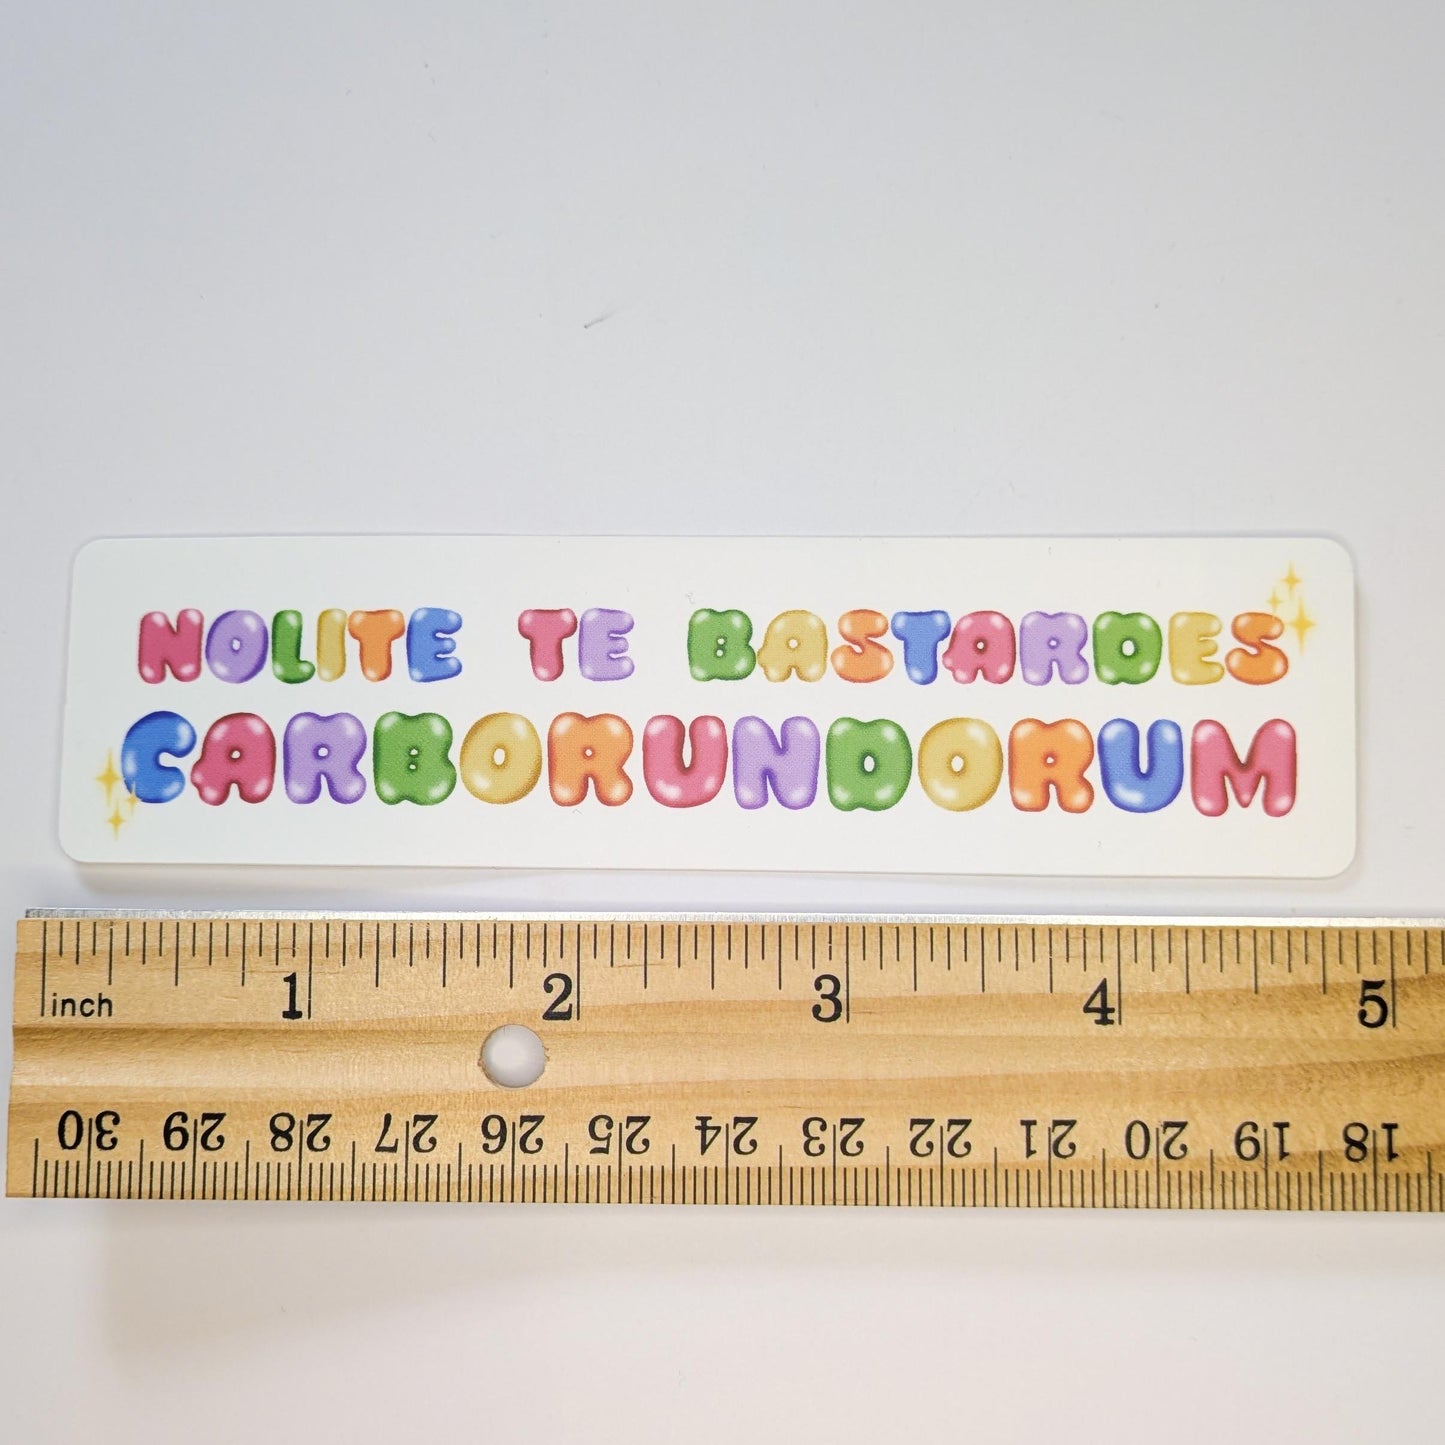 NOLITE TE BASTARDES
CARBORUNDORUM
1 2 3 4 5
inch
30 29 28 27 26 25 24 23 22 21 20 19 18